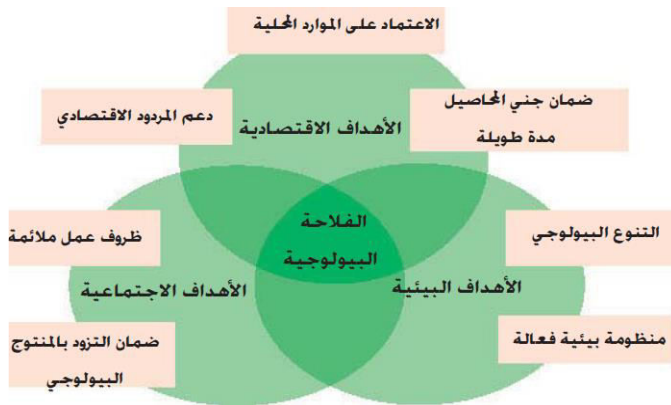 الاعتماد على الموارد المحلية
دعم المردود الاقتصادي
ضمان جني المحاصيل
مدة طويلة
الأهداف الاقتصادية
الفلاحة
البيولوجية
ظروف عمل ملائمة
التنوع البيولوجي
الأهداف الاجتماعية
الأهداف البيئية
ضمان التزود بالمنتوج
البيولوجي
منظومة بيئية فعالة